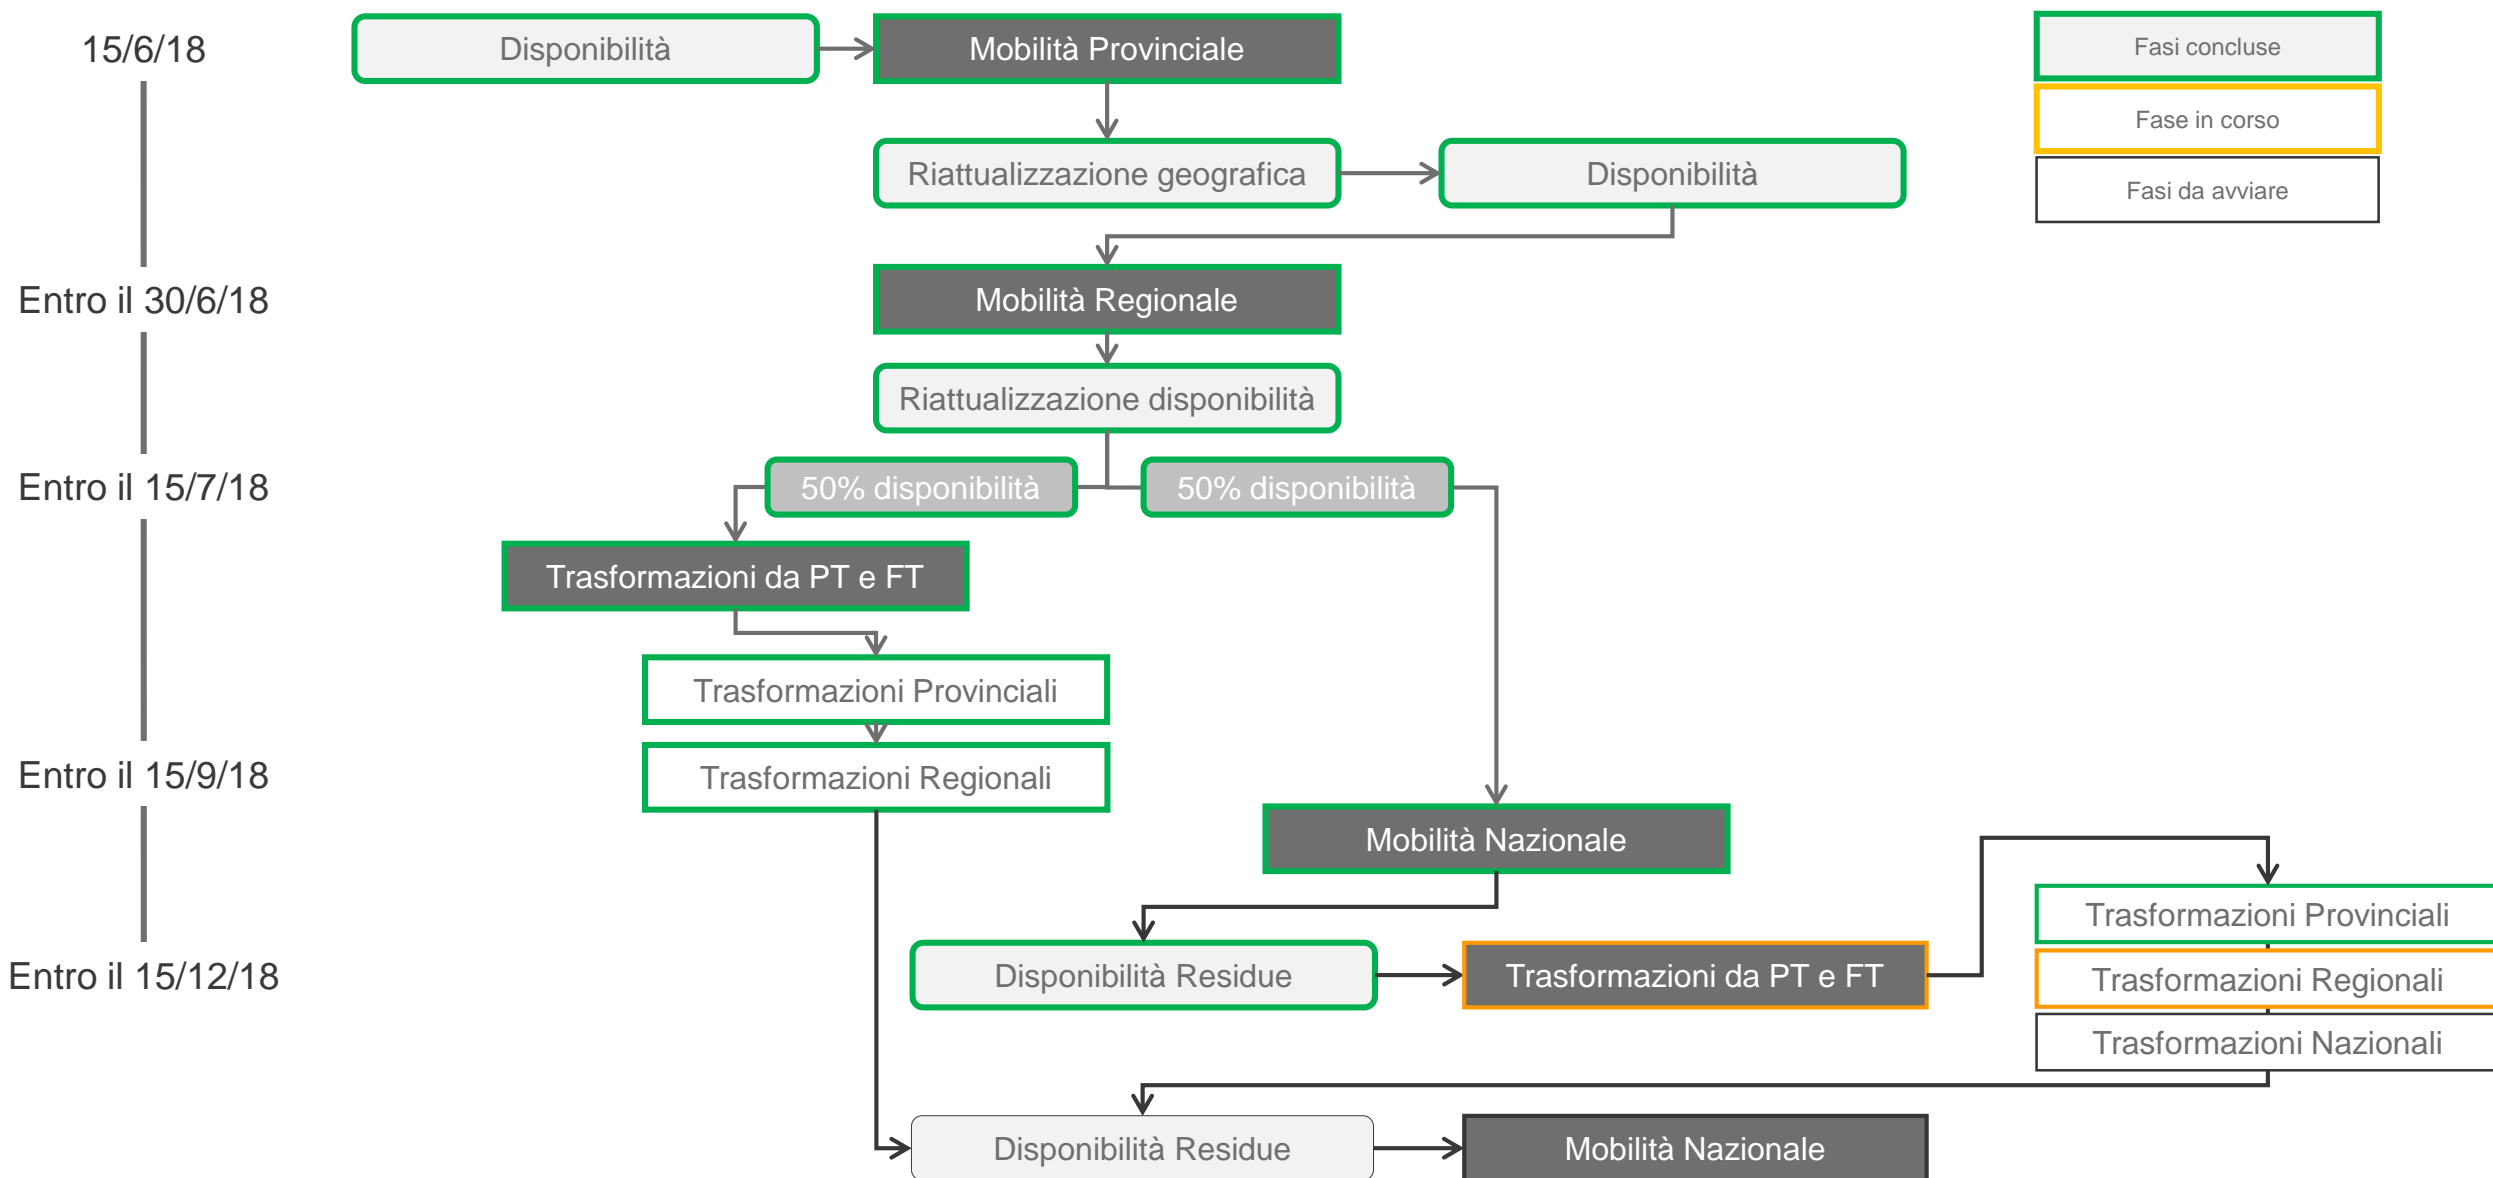 15/6/18
Disponibilità
Mobilità Provinciale
Fasi concluse
Fase in corso
Riattualizzazione geografica
Disponibilità
Fasi da avviare
Entro il 30/6/18
Mobilità Regionale
Riattualizzazione disponibilità
Entro il 15/7/18
50% disponibilità
50% disponibilità
Trasformazioni da PT e FT
Trasformazioni Provinciali
Entro il 15/9/18
Trasformazioni Regionali
Mobilità Nazionale
Trasformazioni Provinciali
Entro il 15/12/18
Disponibilità Residue
Trasformazioni da PT e FT
Trasformazioni Regionali
Trasformazioni Nazionali
Disponibilità Residue
Mobilità Nazionale